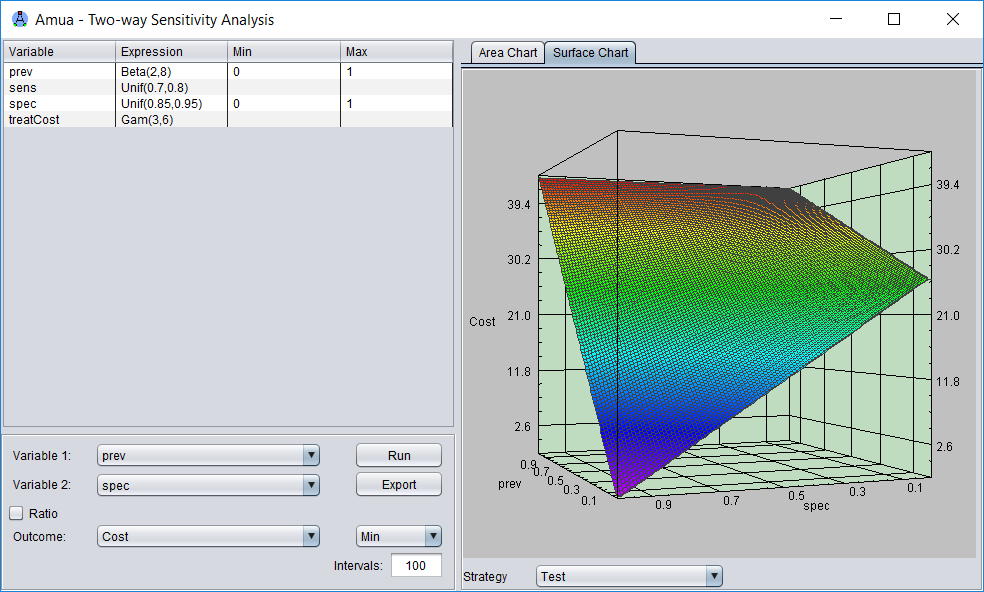 Amua - Two-way Sensitivity Analysis
Variable Expression Min Max
prev Beta(2,8) 0 1
sens Unif(0.7,0.8)
spec Unif(0.85,0.95) 0 1
treatCost Gam(3,6)
Variable 1: prev Run
Variable 2: spec Export
Ratio
Outcome: Cost Min
Intervals: 100
Area Chart Surface Chart
39.4 39.4
30.2 30.2
Cost 21.0 21.0
11.8 11.8
2.6 2.6
0.9 0.7 0.5 0.3 0.1
prev
0.9 0.7 0.5 0.3 0.1
spec
Strategy Test